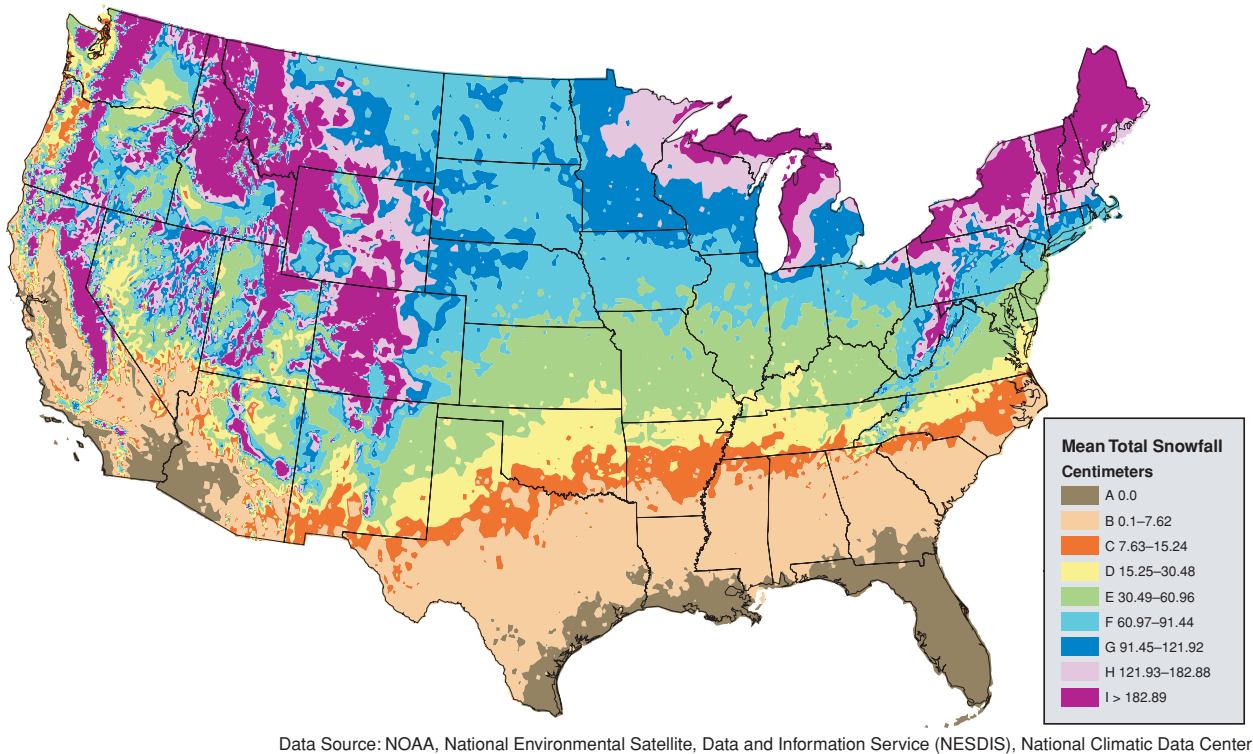 Mean Total Snowfall
Centimeters
A 0.0
B 0.1–7.62
C 7.63–15.24
D 15.25–30.48
E 30.49–60.96
F 60.97–91.44
G 91.45–121.92
H 121.93–182.88
I > 182.89
Data Source: NOAA, National Environmental Satellite, Data and Information Service (NESDIS), National Climatic Data Center